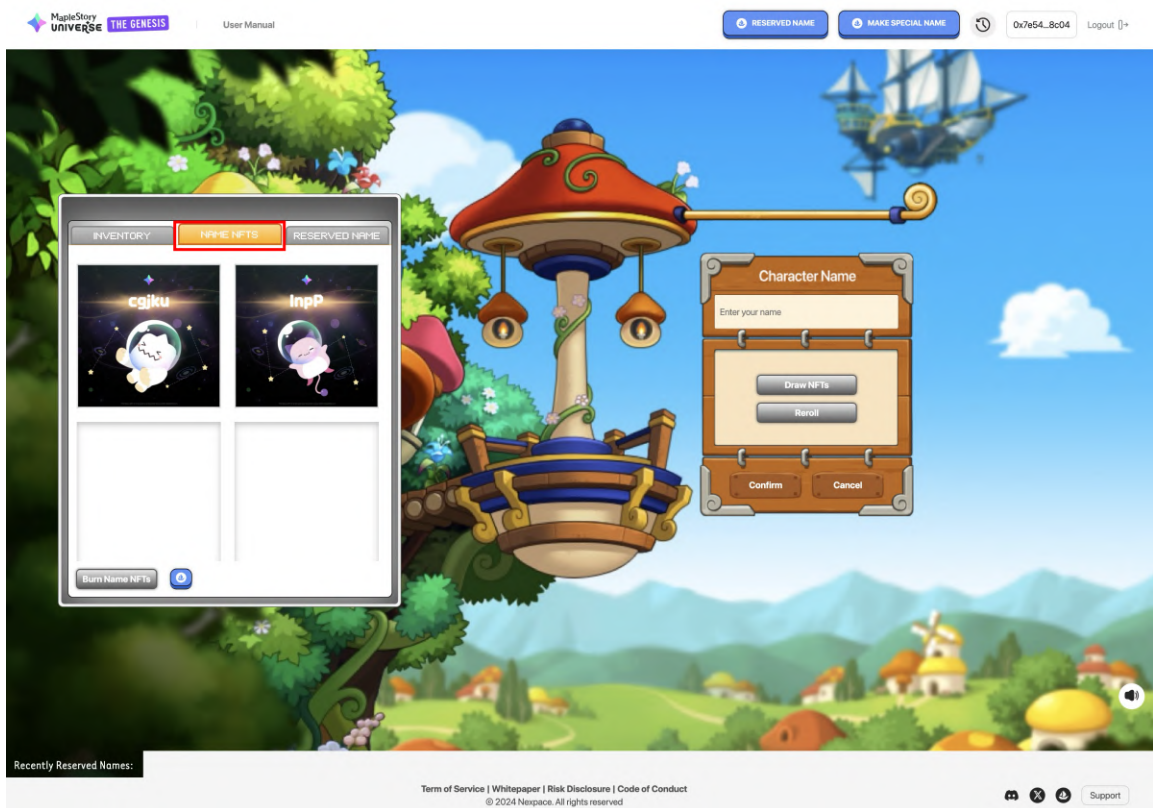 MapleStory
UNIVERSE THE GENESIS
User Manual
RESERVED NAME
MAKE SPECIAL NAME
0x7e54...8c04
Logout
INVENTORY
NAME NFTS
RESERVED NAME
cgjku
InpP
Burn Name NFTs
Character Name
Enter your name
Draw NFTs
Reroll
Confirm
Cancel
Recently Reserved Names:
Term of Service | Whitepaper | Risk Disclosure | Code of Conduct
© 2024 Nexpace. All rights reserved
Support